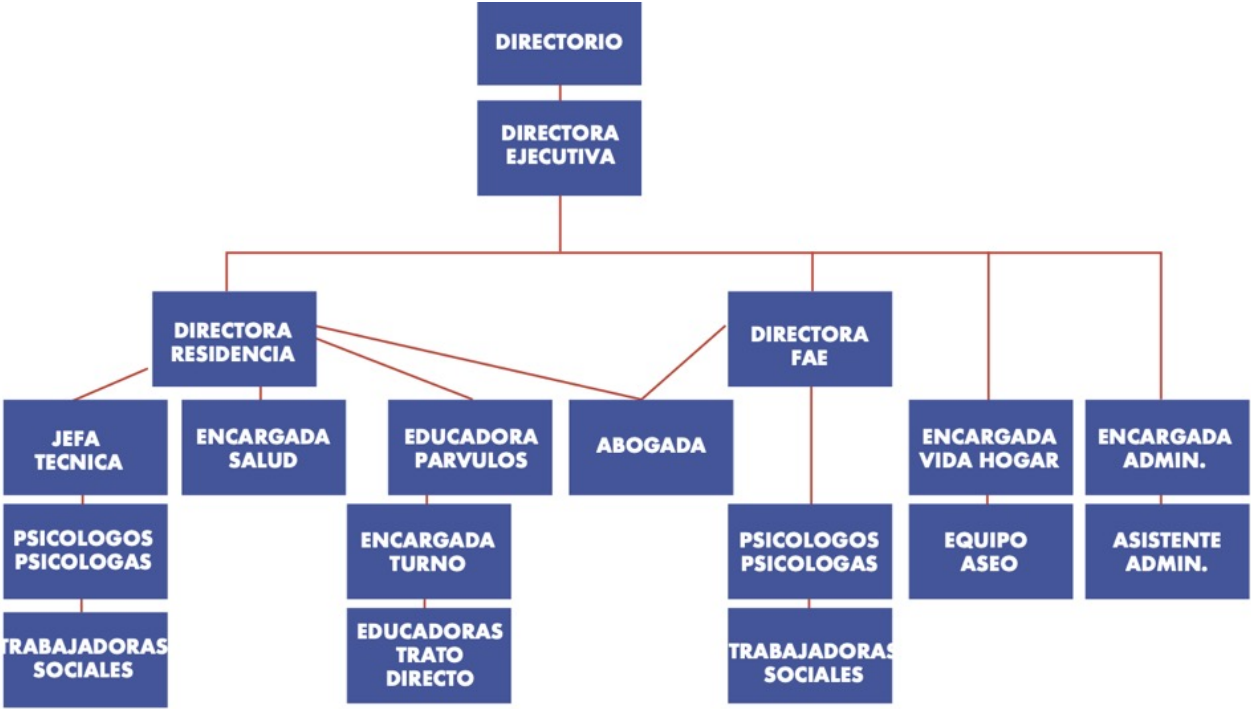 DIRECTORIO
DIRECTORA
EJECUTIVA
DIRECTORA
RESIDENCIA
DIRECTORA
FAE
JEFA
TECNICA
ENCARGADA
SALUD
EDUCADORA
PARVULOS
ABOGADA
ENCARGADA
VIDA HOGAR
ENCARGADA
ADMIN.
PSICOLOGOS
PSICOLOGAS
ENCARGADA
TURNO
PSICOLOGOS
PSICOLOGAS
EQUIPO
ASEO
ASISTENTE
ADMIN.
TRABAJADORAS
SOCIALES
EDUCADORAS
TRATO
DIRECTO
TRABAJADORAS
SOCIALES